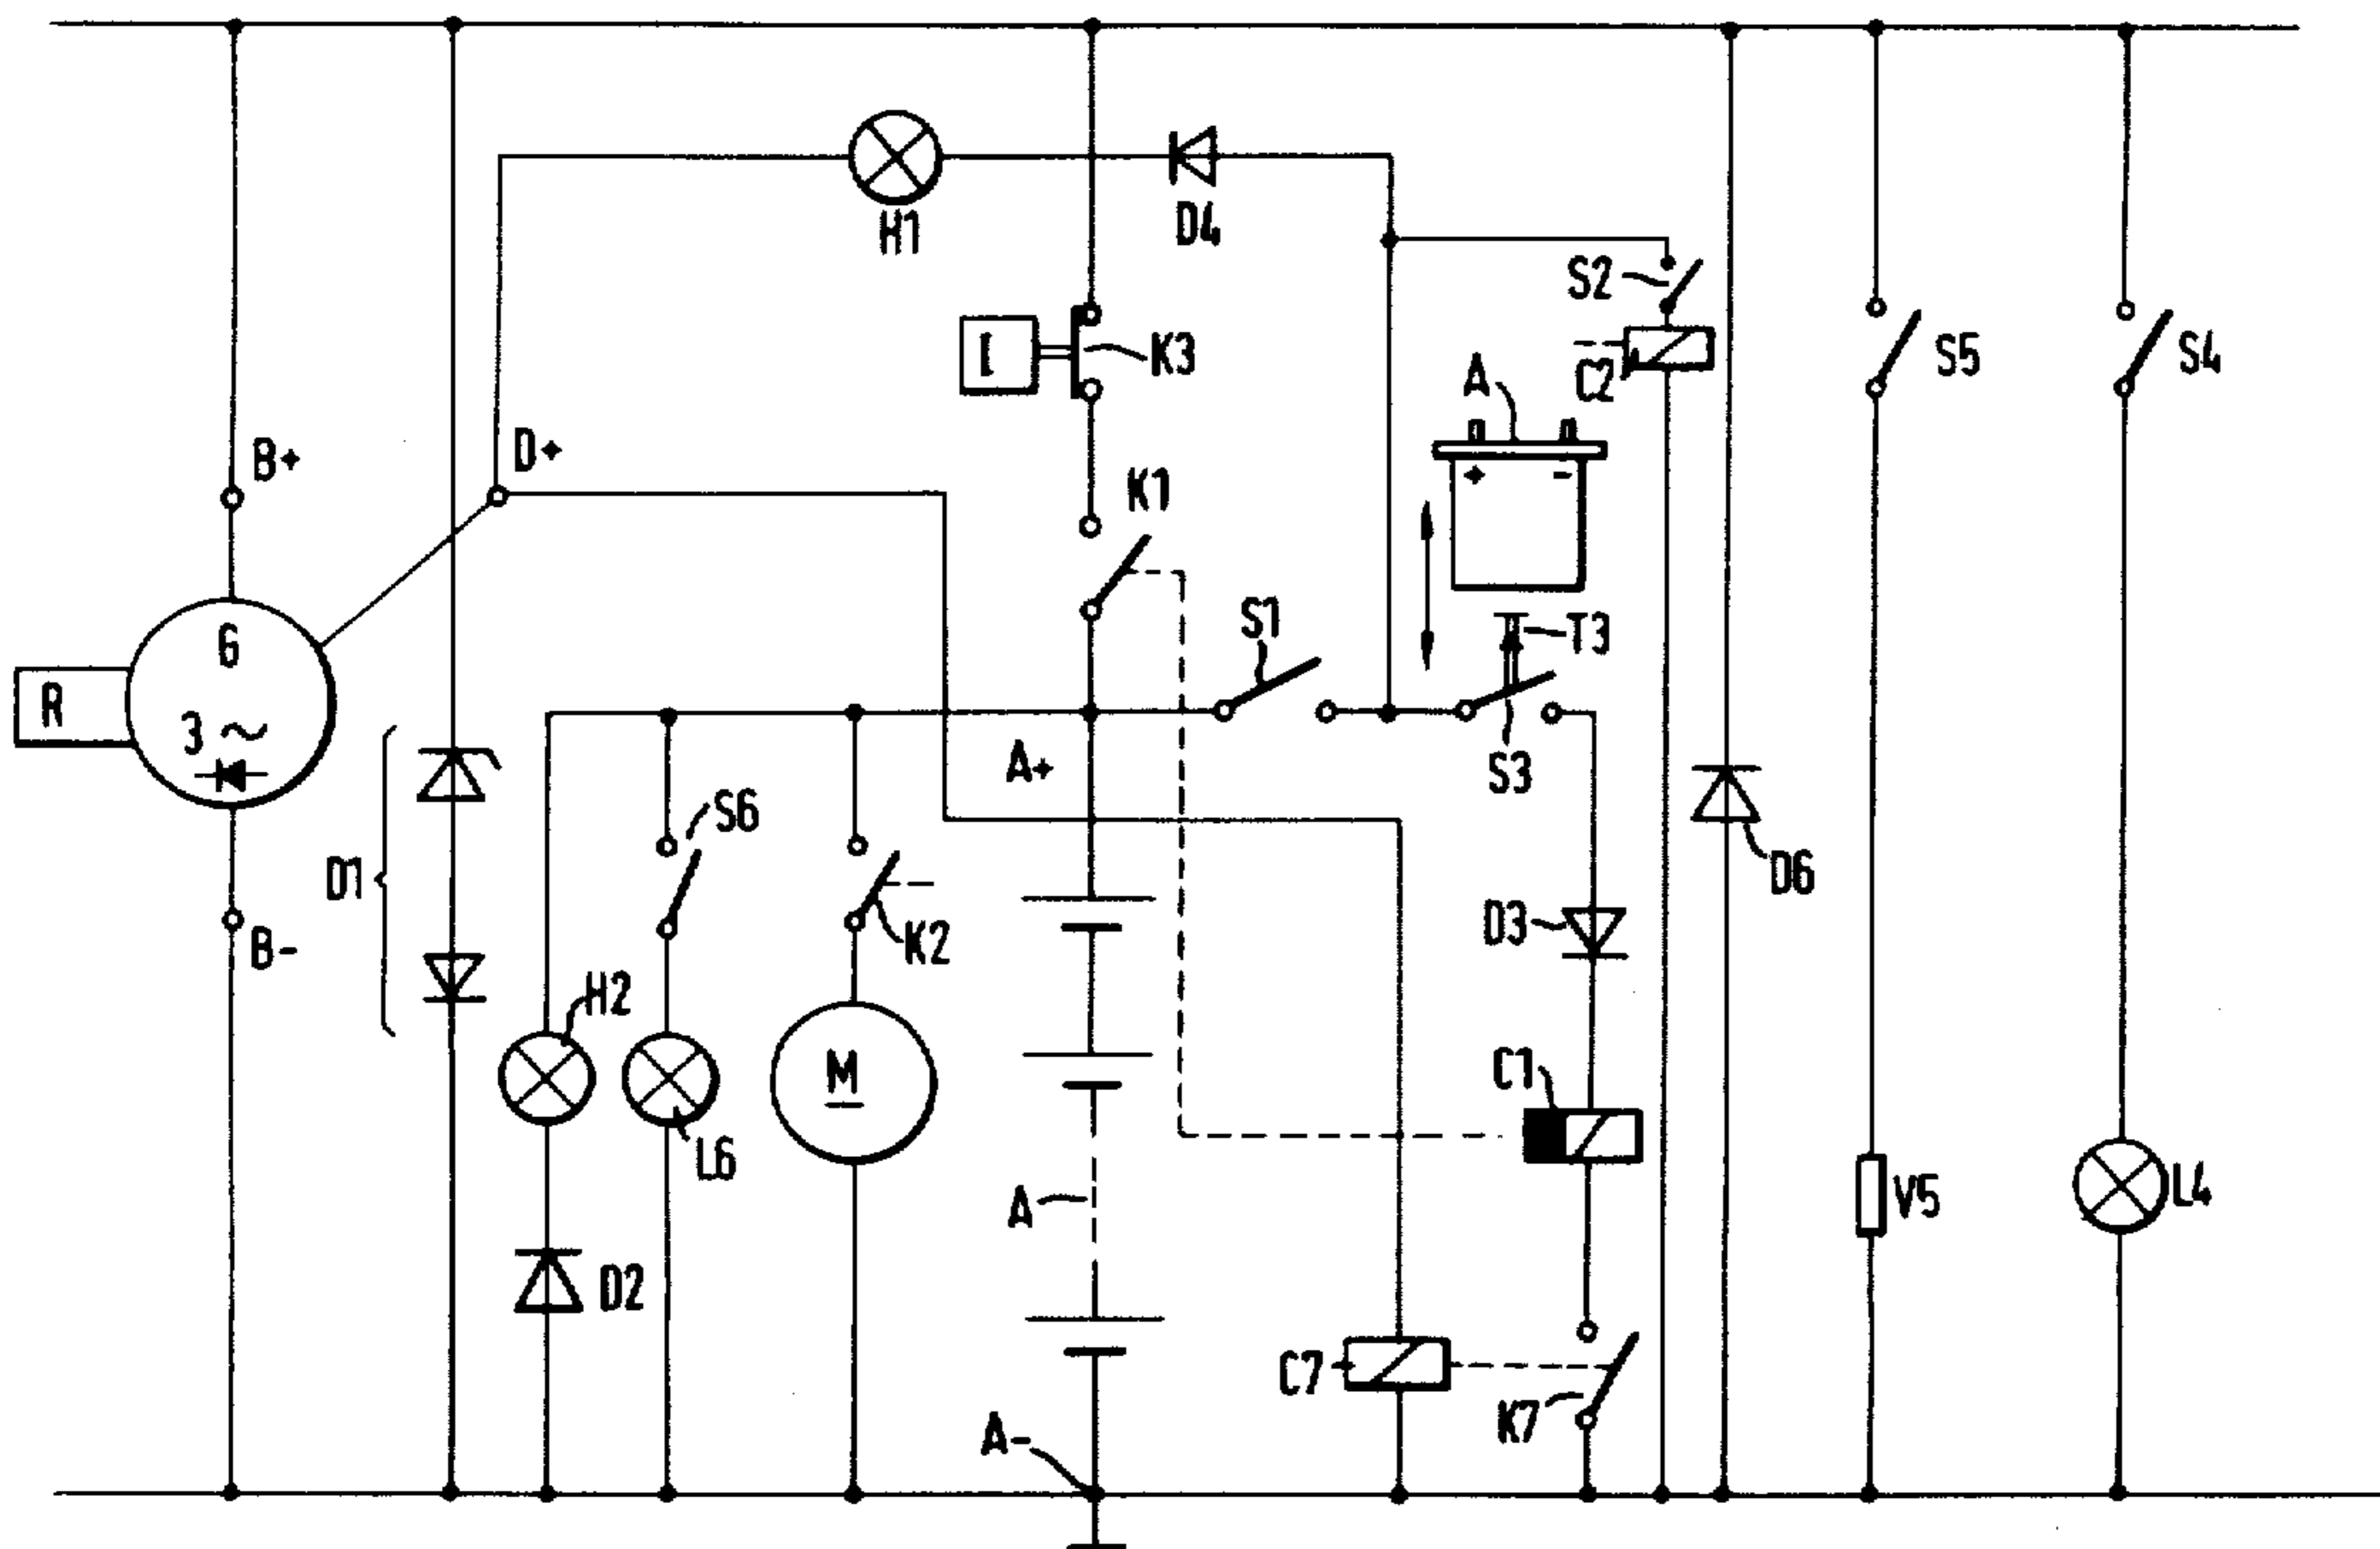 H1
D4
S2
I
K3
C2
A
S5
S4
B+
D+
K1
+ -
G
3 ~
R
S1
T3
A+
S3
S6
D1
D6
K2
D3
B-
H2
M
C1
L6
A
V5
L4
D2
C7
K7
A-